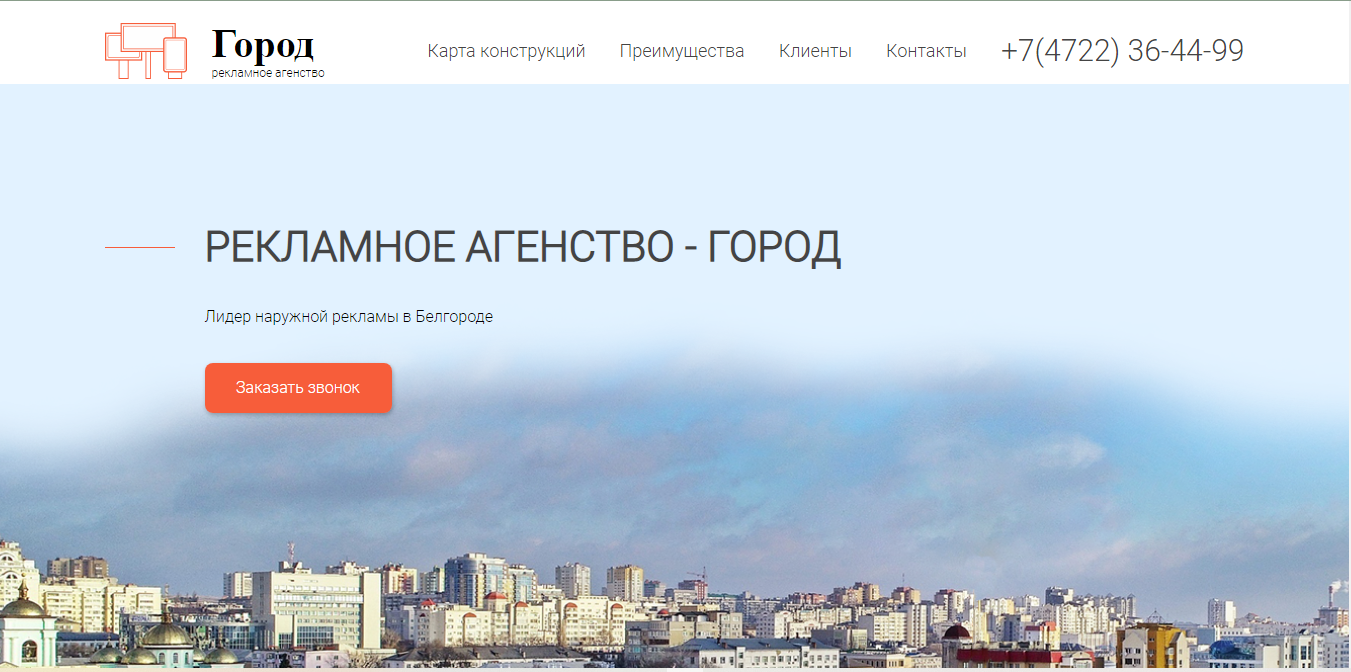 Город
рекламное агенство
Карта конструкций Преимущества Клиенты Контакты +7(4722) 36-44-99
РЕКЛАМНОЕ АГЕНСТВО - ГОРОД
Лидер наружной рекламы в Белгороде
Заказать звонок